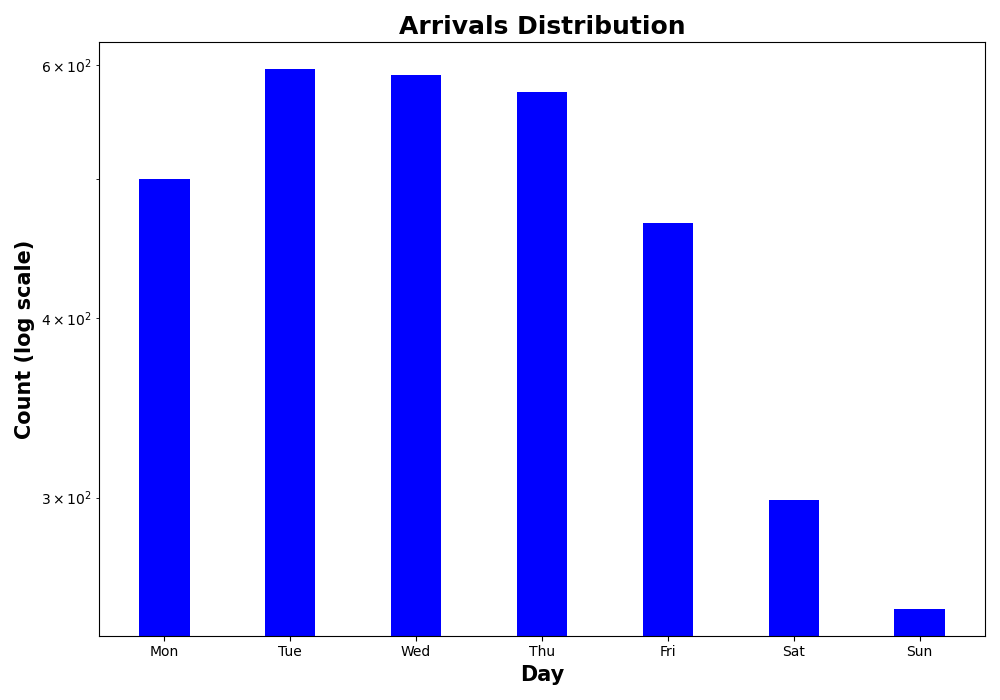 Arrivals Distribution
6 × 10²
4 × 10²
3 × 10²
Count (log scale)
Mon Tue Wed Thu Fri Sat Sun
Day